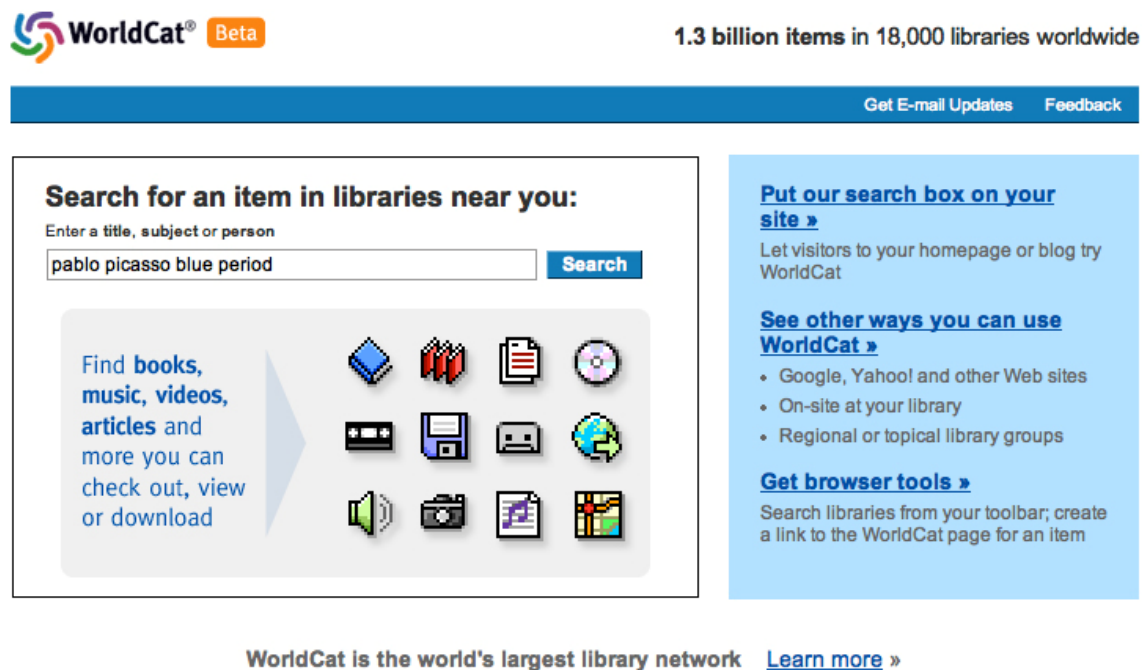 WorldCat® Beta
1.3 billion items in 18,000 libraries worldwide
Get E-mail Updates Feedback
Search for an item in libraries near you:
Enter a title, subject or person
pablo picasso blue period
Search
Find books,
music, videos,
articles and
more you can
check out, view
or download
Put our search box on your
site »
Let visitors to your homepage or blog try
WorldCat
See other ways you can use
WorldCat »
• Google, Yahoo! and other Web sites
• On-site at your library
• Regional or topical library groups
Get browser tools »
Search libraries from your toolbar; create
a link to the WorldCat page for an item
WorldCat is the world's largest library network Learn more »